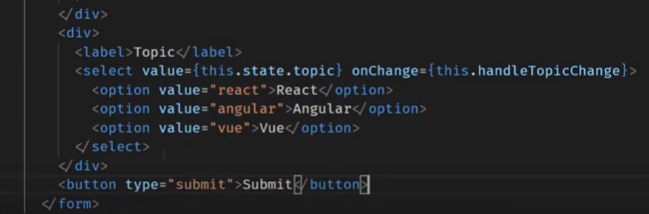 </div>
<div>
<label>Topic</label>
<select value={this.state.topic} onChange={this.handleTopicChange}>
<option value="react">React</option>
<option value="angular">Angular</option>
<option value="vue">Vue</option>
</select>
</div>
<button type="submit">Submit</button>
</form>